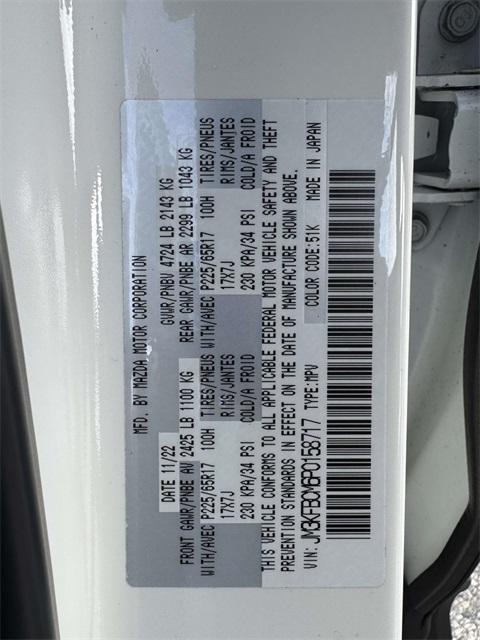 MFD. BY MAZDA MOTOR CORPORATION
DATE 11/22 GVWR/PNBV 4724 LB 2143 KG
FRONT GAWR/PNBE AV 2425 LB 1100 KG REAR GAWR/PNBE AR 2299 LB 1043 KG
WITH/AVEC P225/65R17 100H TIRES/PNEUS WITH/AVEC P225/65R17 100H TIRES/PNEUS
17X7J RIMS/JANTES 17X7J RIMS/JANTES
230 KPA/34 PSI COLD/A FROID 230 KPA/34 PSI COLD/A FROID
THIS VEHICLE CONFORMS TO ALL APPLICABLE FEDERAL MOTOR VEHICLE SAFETY AND THEFT
PREVENTION STANDARDS IN EFFECT ON THE DATE OF MANUFACTURE SHOWN ABOVE.
VIN: JM3KFBCM6P0158717 TYPE:MPV COLOR CODE:51K MADE IN JAPAN